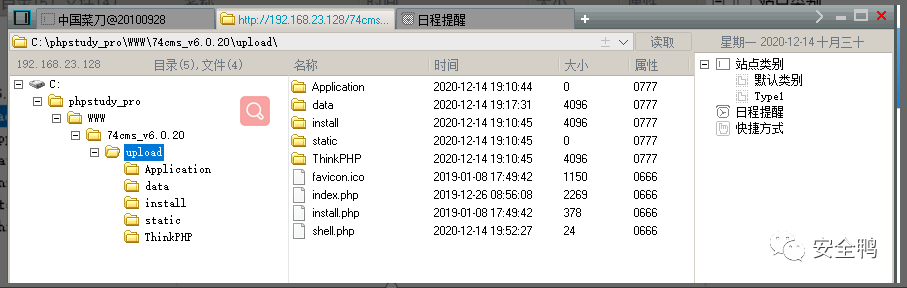 中国菜刀@20100928
http://192.168.23.128/74cms...
日程提醒
C:\phpstudy_pro\WWW\74cms_v6.0.20\upload\
读取
星期一 2020-12-14 十月三十
192.168.23.128 目录(5),文件(4)
名称 时间 大小 属性
C:
phpstudy_pro
WWW
74cms_v6.0.20
upload
Application
data
install
static
ThinkPHP
Application 2020-12-14 19:10:44 0 0777
data 2020-12-14 19:17:31 4096 0777
install 2020-12-14 19:10:45 4096 0777
static 2020-12-14 19:10:45 0 0777
ThinkPHP 2020-12-14 19:10:45 4096 0777
favicon.ico 2019-01-08 17:49:42 1150 0666
index.php 2019-12-26 08:56:08 2269 0666
install.php 2019-01-08 17:49:42 378 0666
shell.php 2020-12-14 19:52:27 24 0666
站点类别
默认类别
Type1
日程提醒
快捷方式
安全鸭